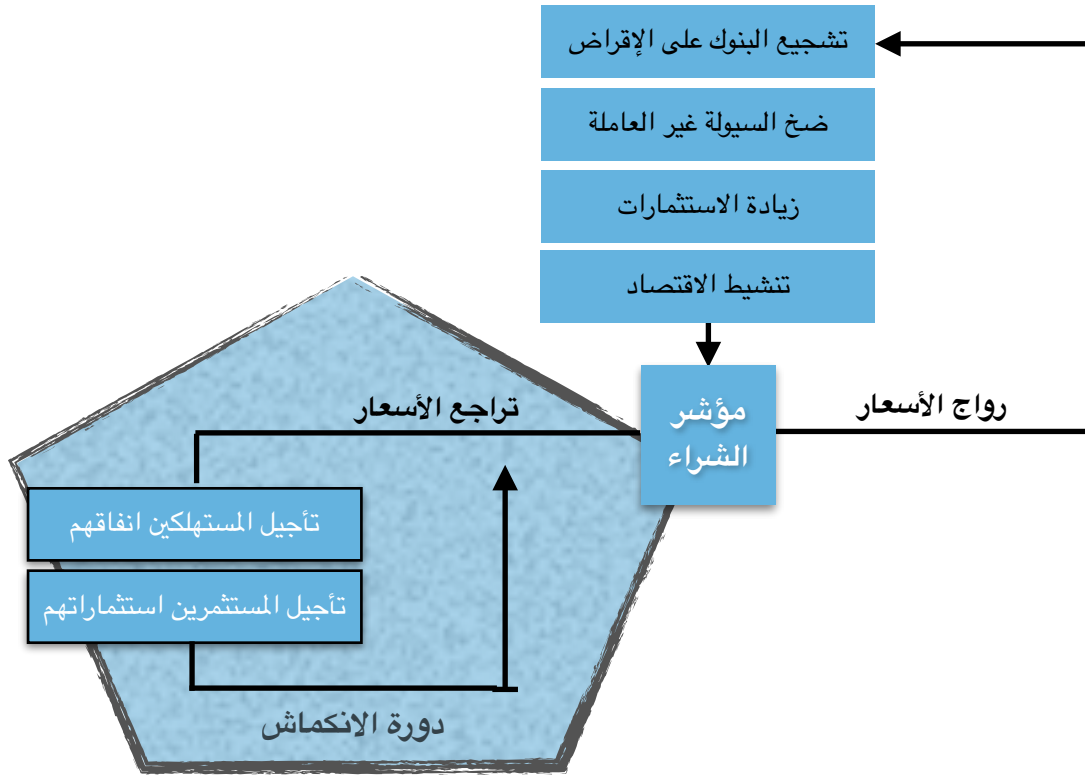 تشجيع البنوك على الإقراض
ضخ السيولة غير العاملة
زيادة الاستثمارات
تنشيط الاقتصاد
مؤشر
الشراء
رواج الأسعار
تراجع الأسعار
تأجيل المستهلكين انفاقهم
تأجيل المستثمرين استثماراتهم
دورة الانكماش